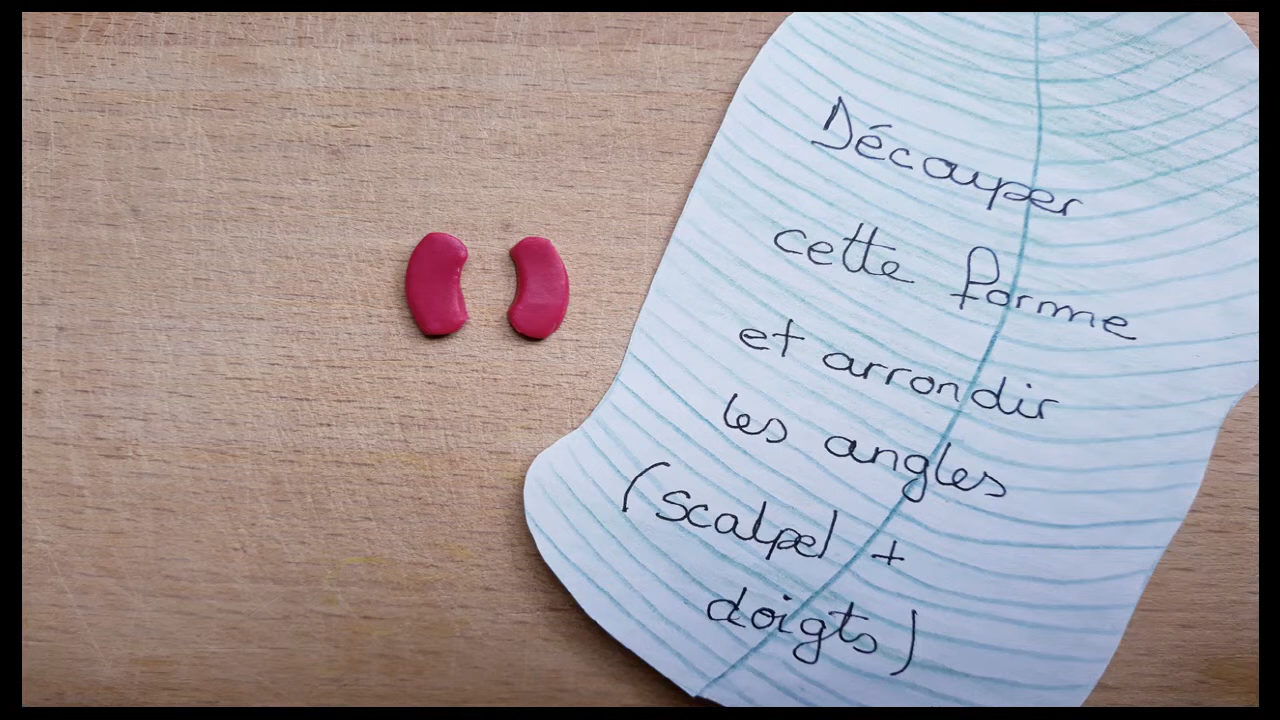 Découper
cette forme
et arrondir
les angles
(scalpel +
doigts)